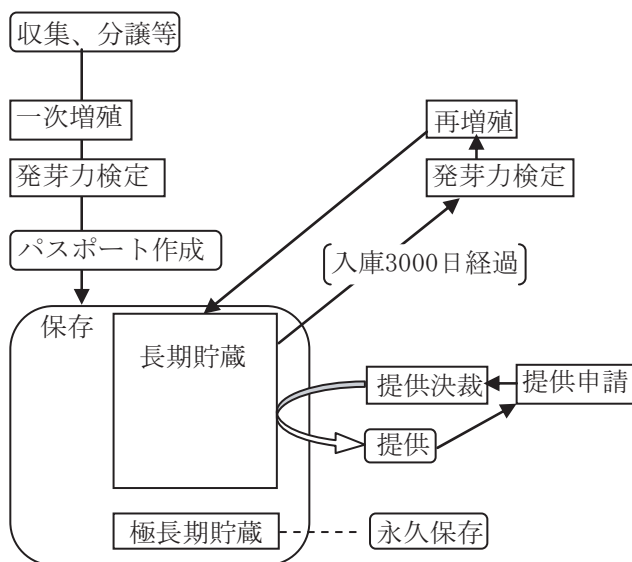 収集、分譲等
一次増殖
再増殖
発芽力検定
発芽力検定
パスポート作成
入庫3000日経過
保存
長期貯蔵
提供決裁
提供申請
提供
極長期貯蔵
永久保存